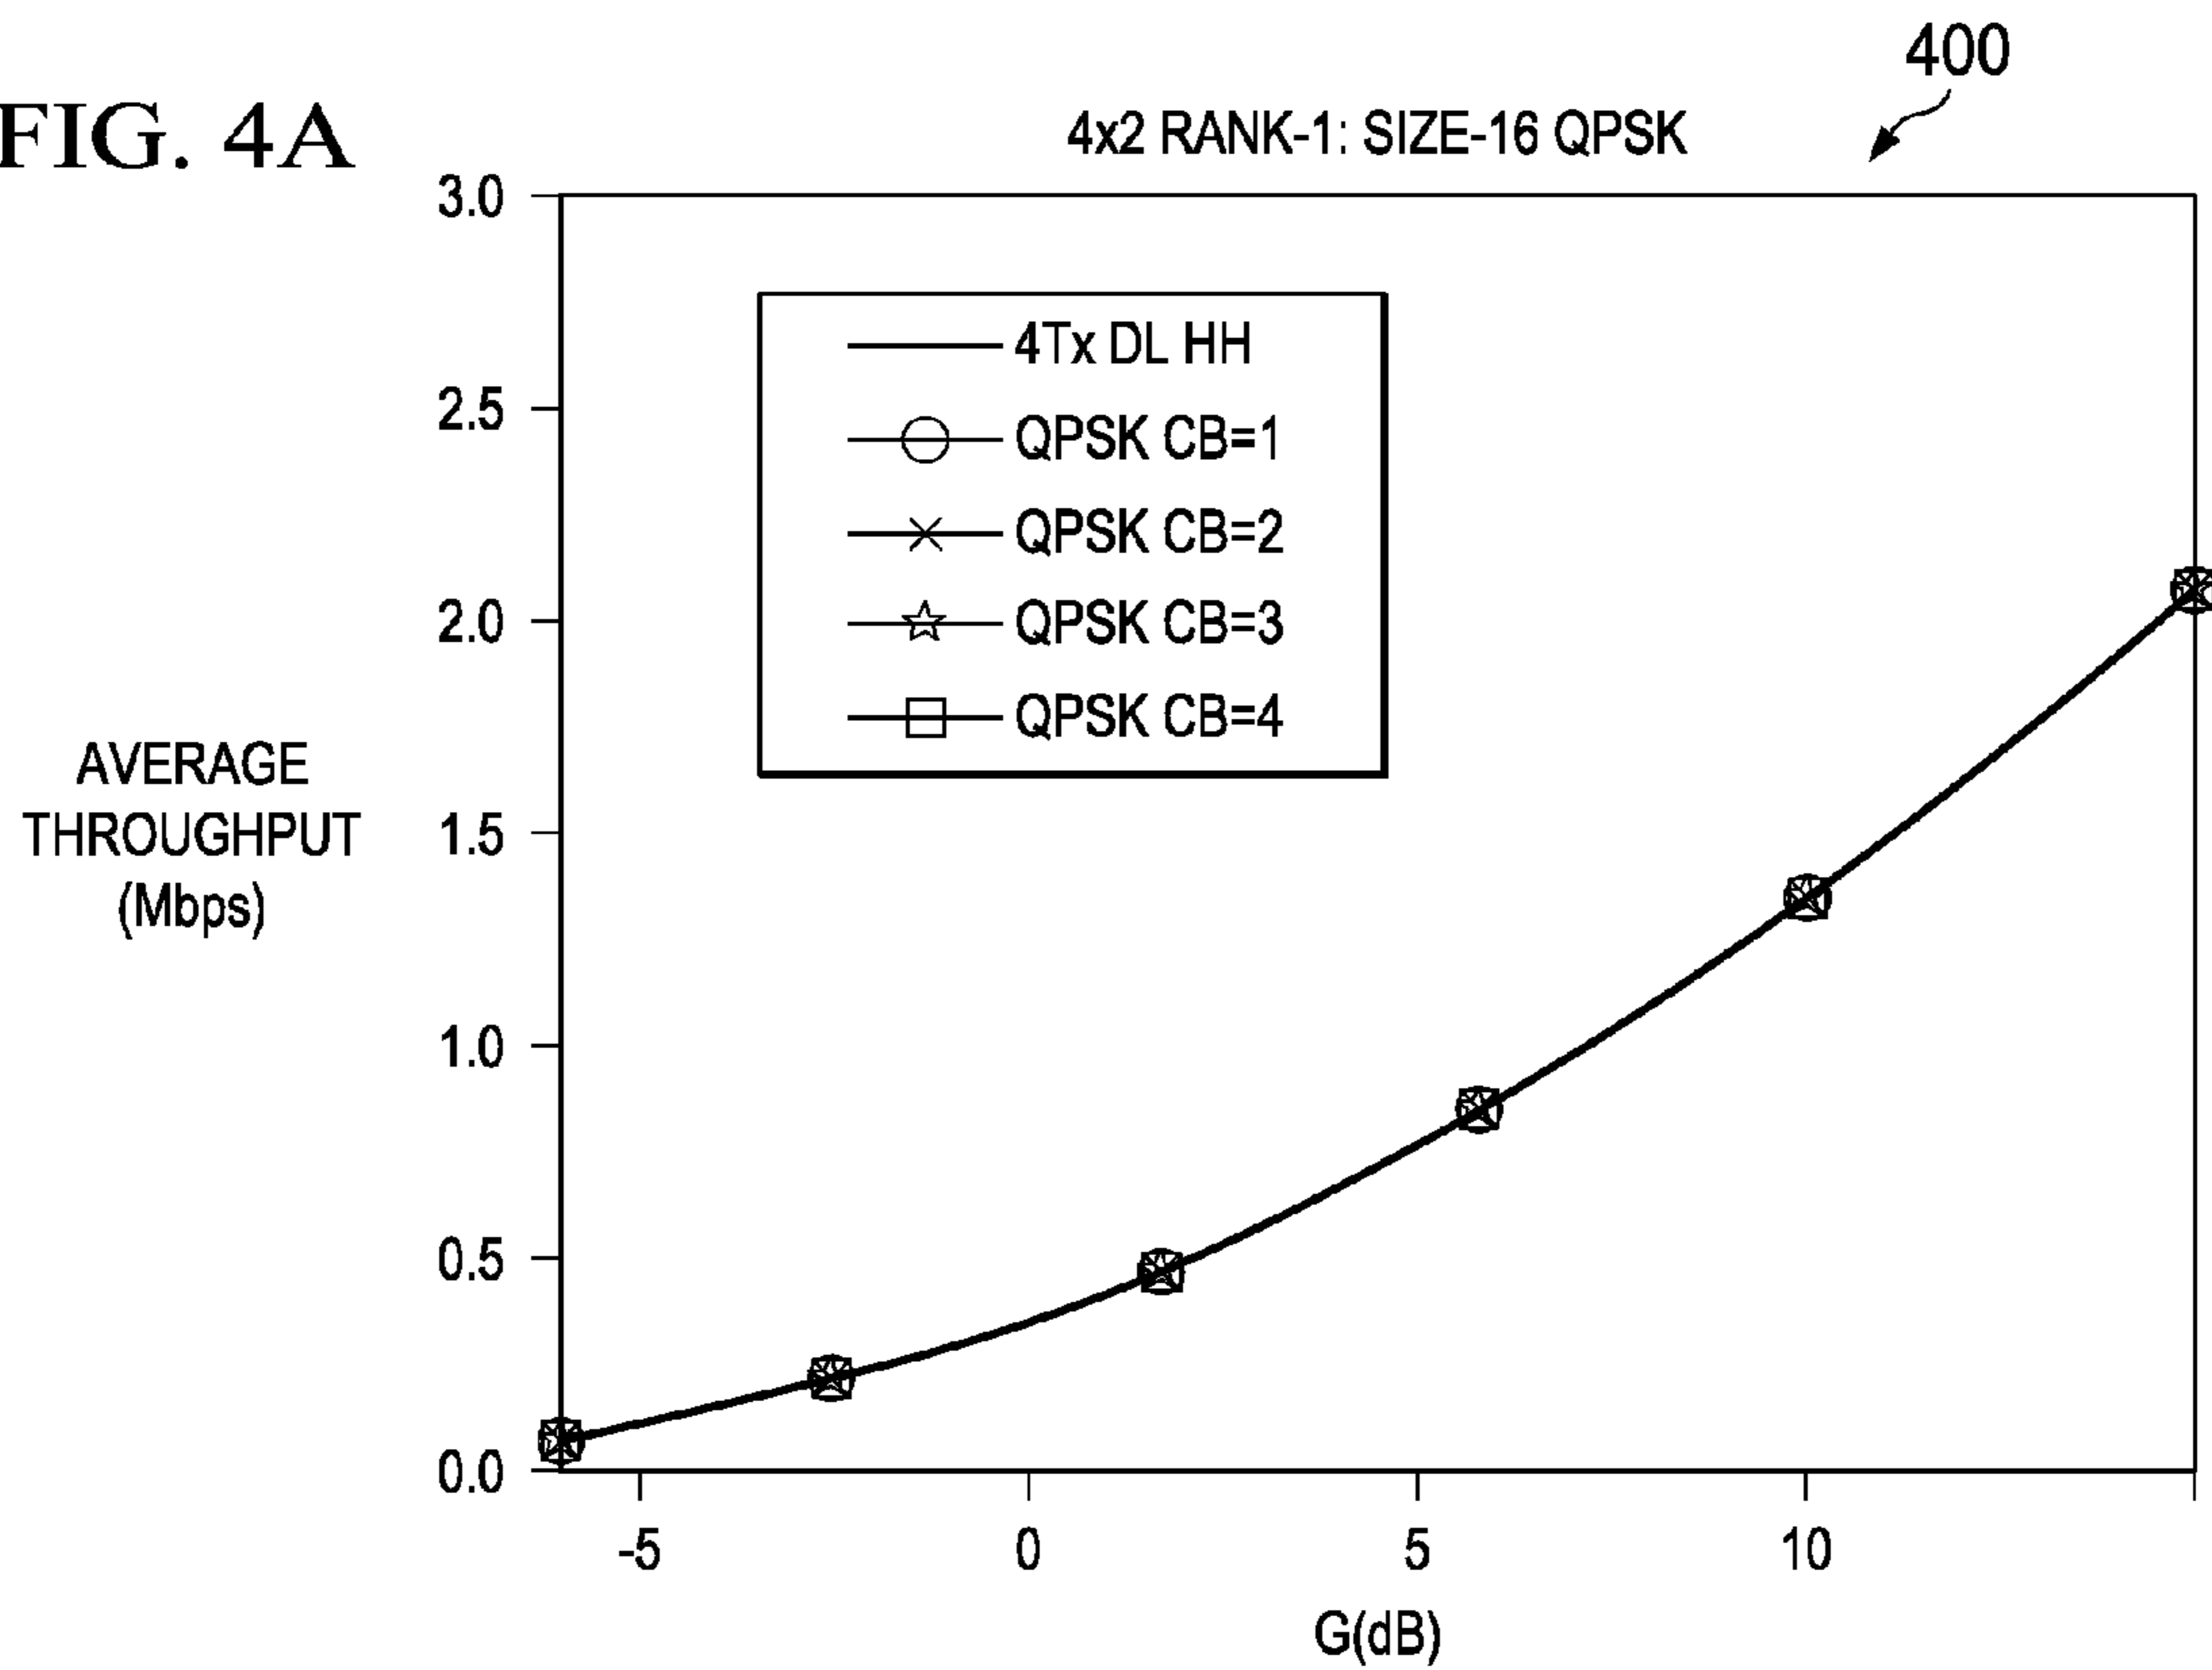 FIG. 4A
400
4x2 RANK-1: SIZE-16 QPSK
3.0
2.5
2.0
1.5
1.0
0.5
0.0
AVERAGE
THROUGHPUT
(Mbps)
4Tx DL HH
QPSK CB=1
QPSK CB=2
QPSK CB=3
QPSK CB=4
-5 0 5 10
G(dB)